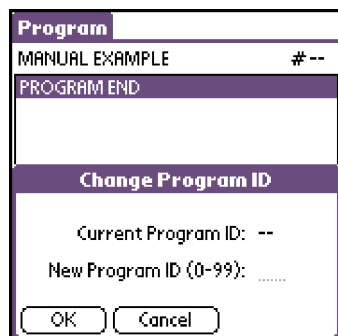 Program
MANUAL EXAMPLE #--
PROGRAM END
Change Program ID
Current Program ID: --
New Program ID (0-99):
OK Cancel